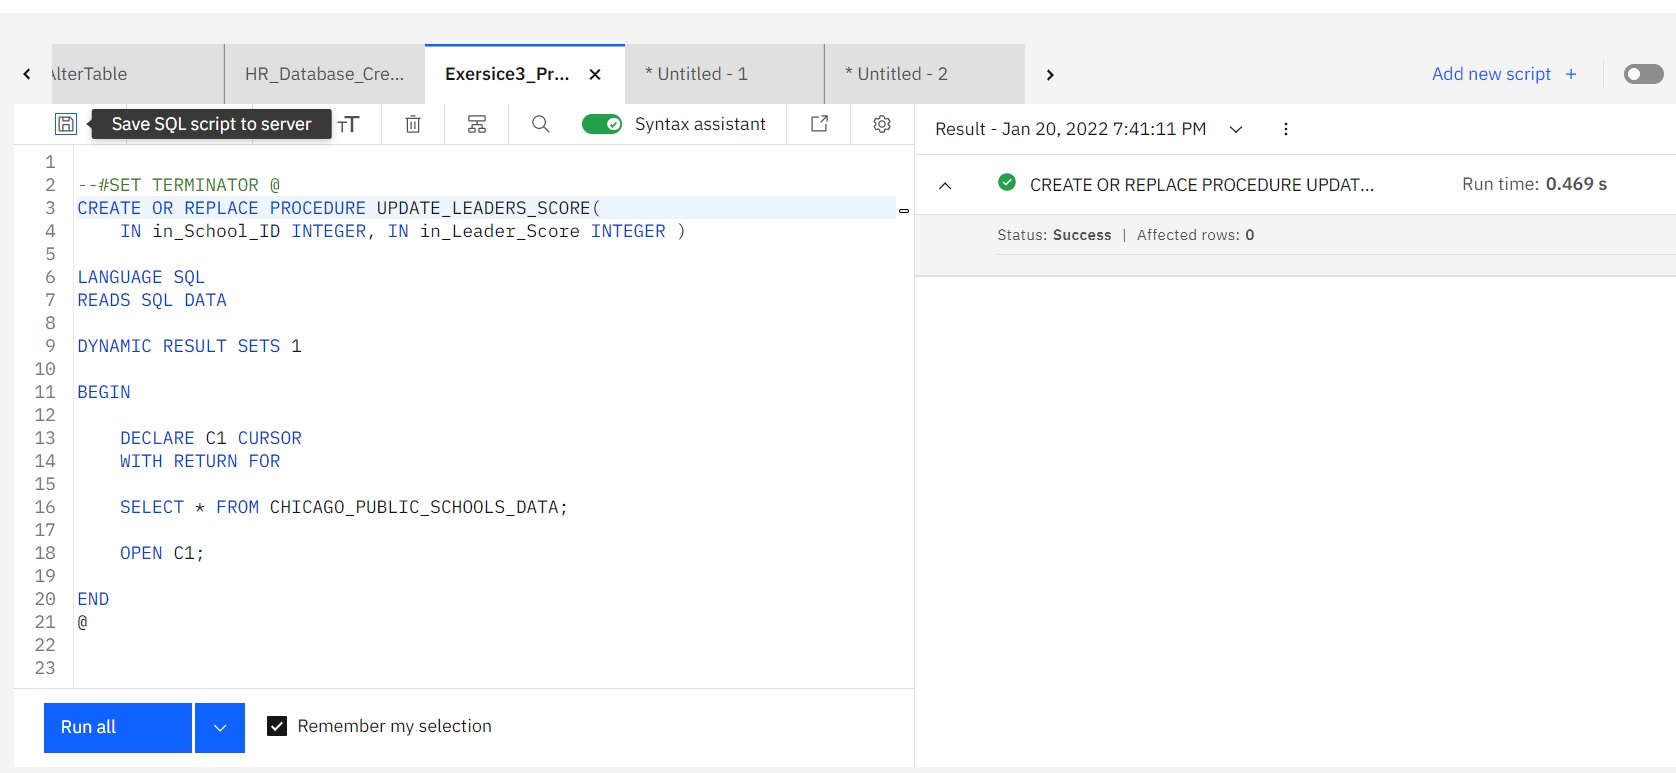 AlterTable
HR_Database_Cre...
Exersice3_Pr...
* Untitled - 1
* Untitled - 2
Add new script +
Save SQL script to server
Syntax assistant
Result - Jan 20, 2022 7:41:11 PM
1
2 --#SET TERMINATOR @
3 CREATE OR REPLACE PROCEDURE UPDATE_LEADERS_SCORE(
4 IN in_School_ID INTEGER, IN in_Leader_Score INTEGER )
5
6 LANGUAGE SQL
7 READS SQL DATA
8
9 DYNAMIC RESULT SETS 1
10
11 BEGIN
12
13 DECLARE C1 CURSOR
14 WITH RETURN FOR
15
16 SELECT * FROM CHICAGO_PUBLIC_SCHOOLS_DATA;
17
18 OPEN C1;
19
20 END
21 @
22
23
CREATE OR REPLACE PROCEDURE UPDAT...
Run time: 0.469 s
Status: Success | Affected rows: 0
Run all
Remember my selection